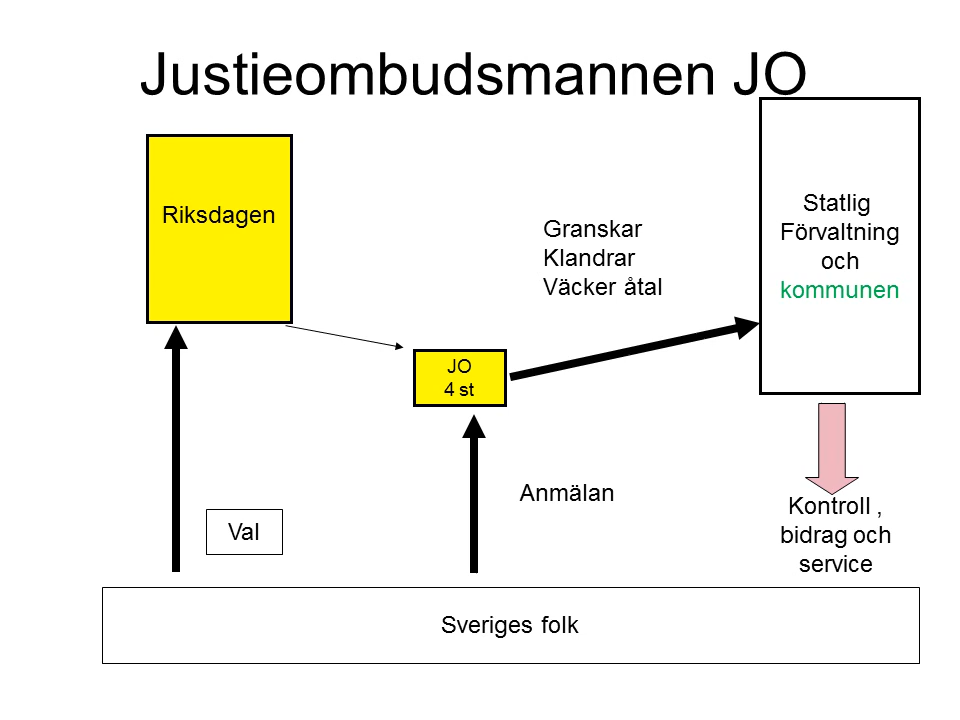 Justieombudsmannen JO
Riksdagen
Granskar
Klandrar
Väcker åtal
Statlig
Förvaltning
och
kommunen
JO
4 st
Anmälan
Val
Kontroll ,
bidrag och
service
Sveriges folk